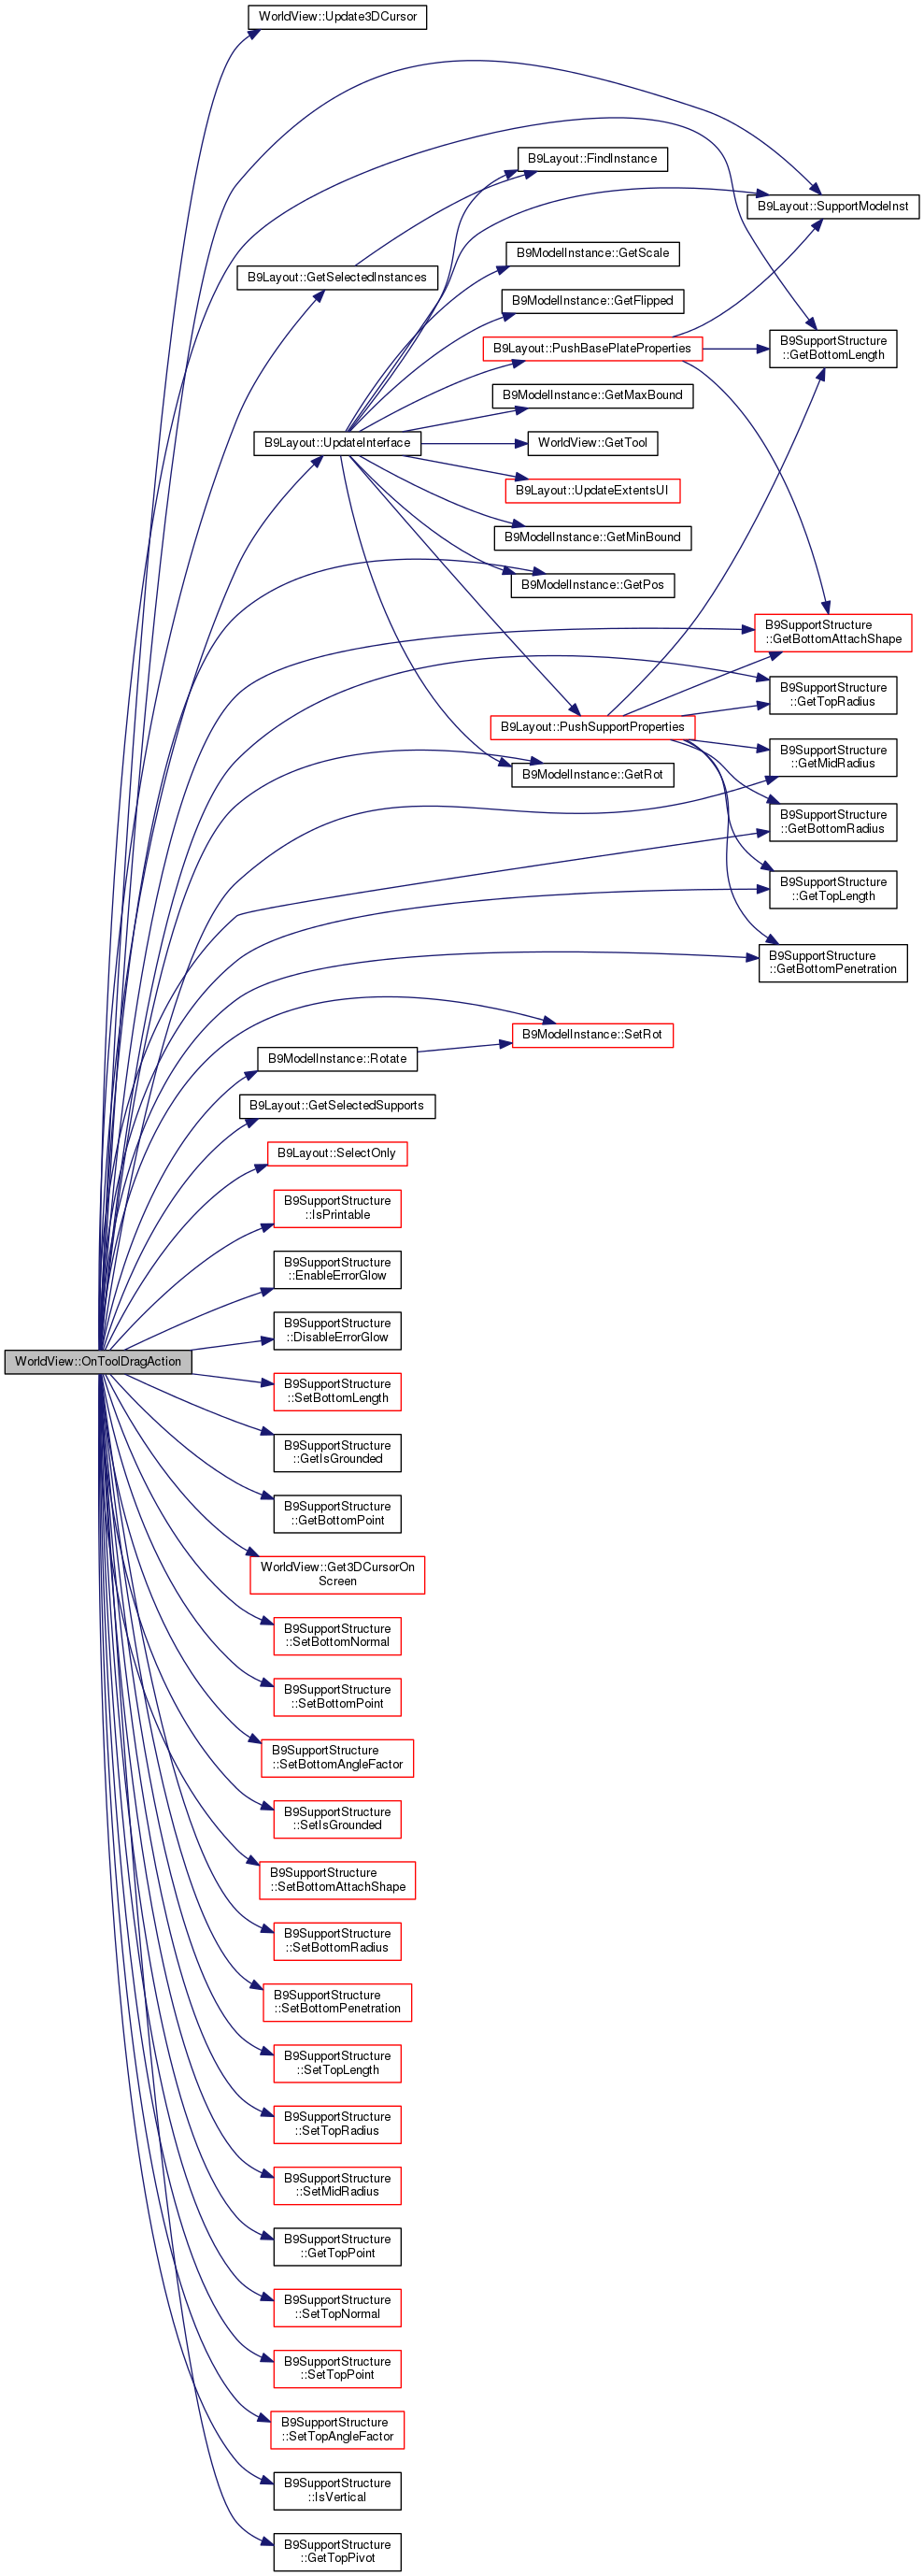 WorldView::Update3DCursor
B9Layout::FindInstance
B9Layout::SupportModeInst
B9ModelInstance::GetScale
B9Layout::GetSelectedInstances
B9ModelInstance::GetFlipped
B9SupportStructure
::GetBottomLength
B9Layout::PushBasePlateProperties
B9ModelInstance::GetMaxBound
B9Layout::UpdateInterface
WorldView::GetTool
B9Layout::UpdateExtentsUI
B9ModelInstance::GetMinBound
B9ModelInstance::GetPos
B9SupportStructure
::GetBottomAttachShape
B9SupportStructure
::GetTopRadius
B9Layout::PushSupportProperties
B9SupportStructure
::GetMidRadius
B9ModelInstance::GetRot
B9SupportStructure
::GetBottomRadius
B9SupportStructure
::GetTopLength
B9SupportStructure
::GetBottomPenetration
B9ModelInstance::SetRot
B9ModelInstance::Rotate
B9Layout::GetSelectedSupports
B9Layout::SelectOnly
B9SupportStructure
::IsPrintable
B9SupportStructure
::EnableErrorGlow
B9SupportStructure
::DisableErrorGlow
WorldView::OnToolDragAction
B9SupportStructure
::SetBottomLength
B9SupportStructure
::GetIsGrounded
B9SupportStructure
::GetBottomPoint
WorldView::Get3DCursorOn
Screen
B9SupportStructure
::SetBottomNormal
B9SupportStructure
::SetBottomPoint
B9SupportStructure
::SetBottomAngleFactor
B9SupportStructure
::SetIsGrounded
B9SupportStructure
::SetBottomAttachShape
B9SupportStructure
::SetBottomRadius
B9SupportStructure
::SetBottomPenetration
B9SupportStructure
::SetTopLength
B9SupportStructure
::SetTopRadius
B9SupportStructure
::SetMidRadius
B9SupportStructure
::GetTopPoint
B9SupportStructure
::SetTopNormal
B9SupportStructure
::SetTopPoint
B9SupportStructure
::SetTopAngleFactor
B9SupportStructure
::IsVertical
B9SupportStructure
::GetTopPivot